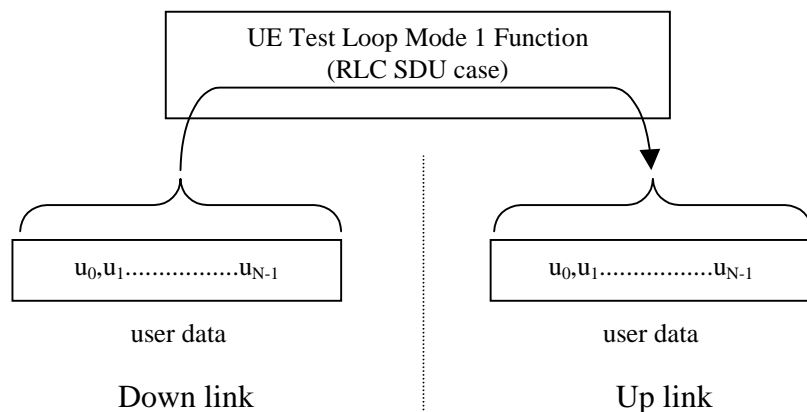 UE Test Loop Mode 1 Function
(RLC SDU case)
u0,u1..................uN-1
u0,u1..................uN-1
user data
user data
Down link
Up link